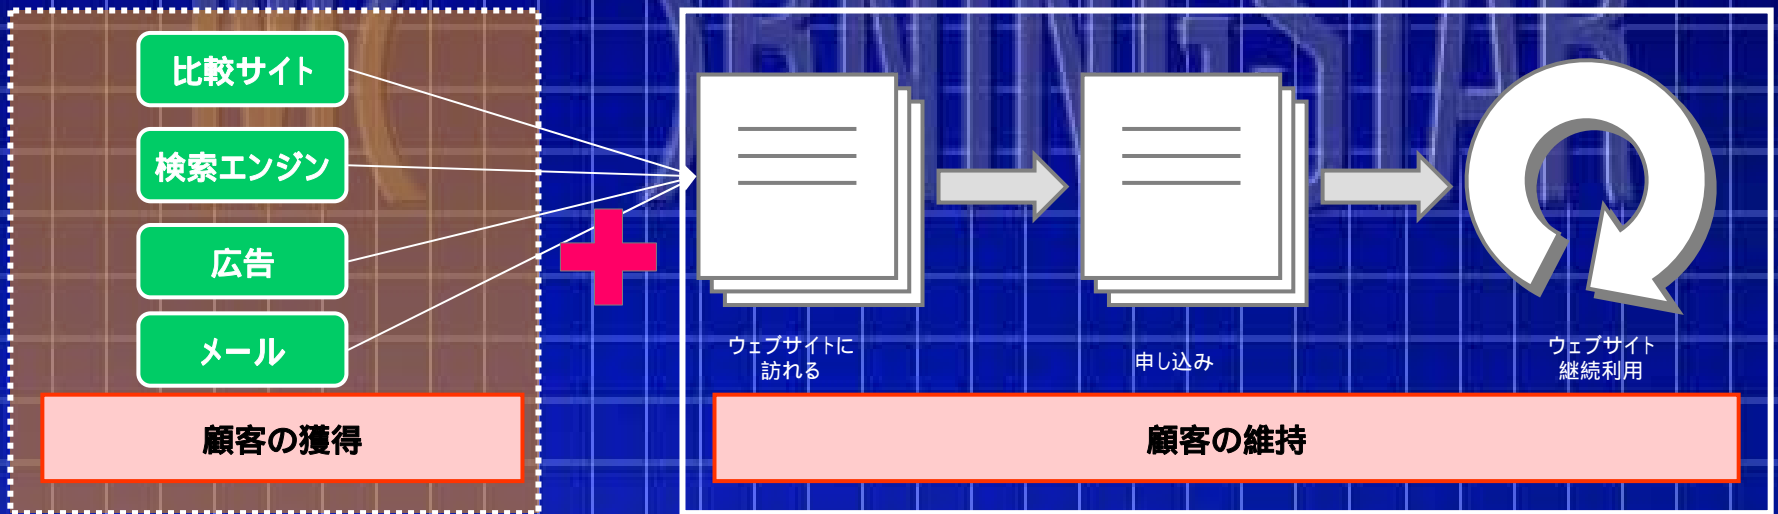 比較サイト
検索エンジン
広告
メール
顧客の獲得
ウェブサイトに
訪れる
申し込み
ウェブサイト
継続利用
顧客の維持